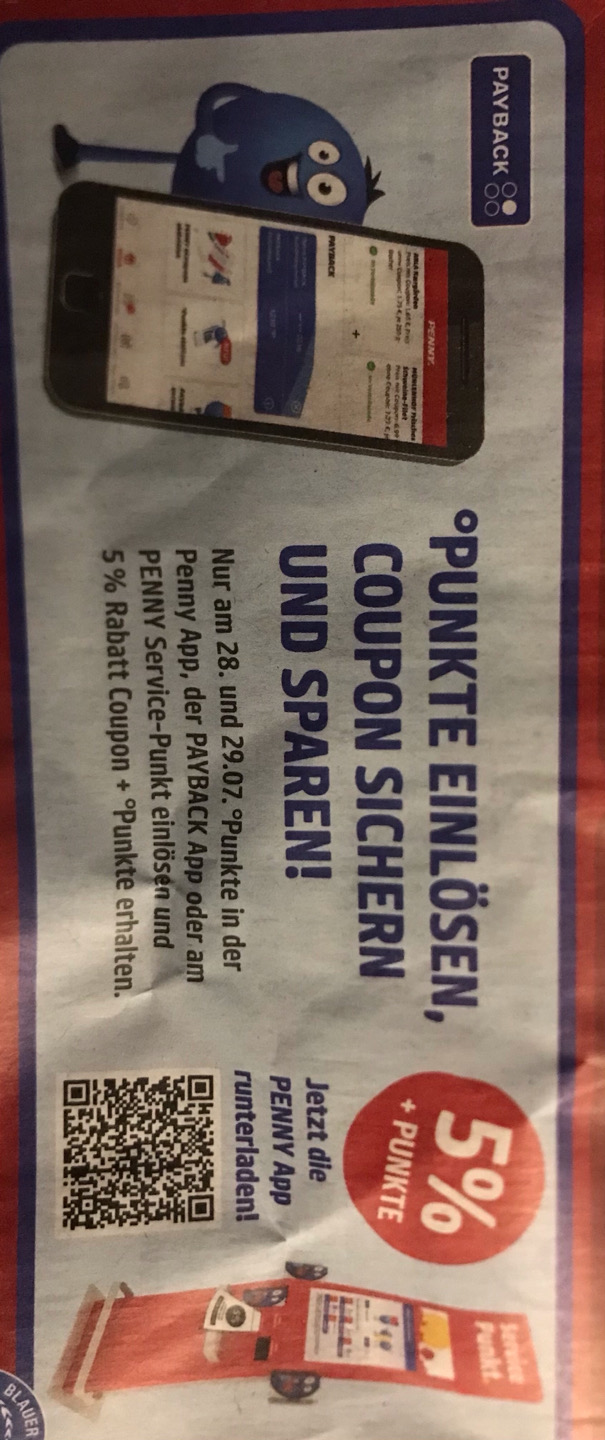 PAYBACK
PENNY.
PAYBACK
°PUNKTE EINLÖSEN,
COUPON SICHERN
UND SPAREN!
Nur am 28. und 29.07. °Punkte in der
Penny App, der PAYBACK App oder am
PENNY Service-Punkt einlösen und
5 % Rabatt Coupon + °Punkte erhalten.
5%
+ PUNKTE
Jetzt die
PENNY App
runterladen!
Service
Punkt.
BLAUER